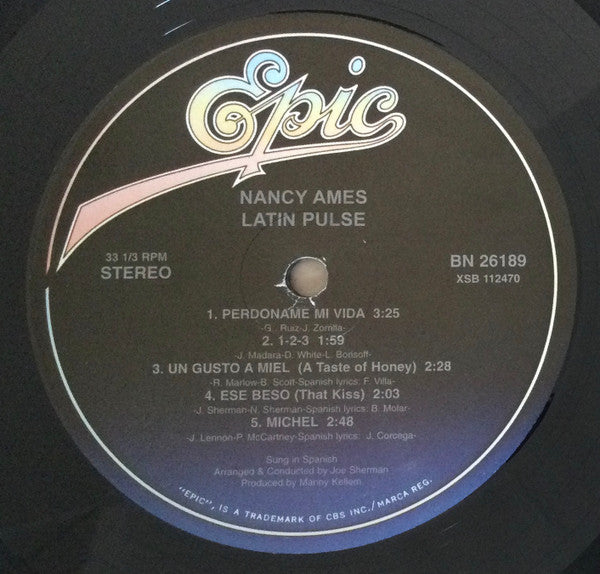 Epic
NANCY AMES
LATIN PULSE
33 1/3 RPM
STEREO
BN 26189
XSB 112470
1. PERDONAME MI VIDA 3:25
-G. Ruiz-J. Zorrilla-
2. 1-2-3 1:59
-J. Madara-D. White-L. Borisoff-
3. UN GUSTO A MIEL (A Taste of Honey) 2:28
-R. Marlow-B. Scott-Spanish lyrics: F. Villa-
4. ESE BESO (That Kiss) 2:03
-J. Sherman-N. Sherman-Spanish lyrics: B. Molar-
5. MICHEL 2:48
-J. Lennon-P. McCartney-Spanish lyrics: J. Corcega-
Sung in Spanish
Arranged & Conducted by Joe Sherman
Produced by Manny Kellem
"EPIC", IS A TRADEMARK OF CBS INC./MARCA REG.